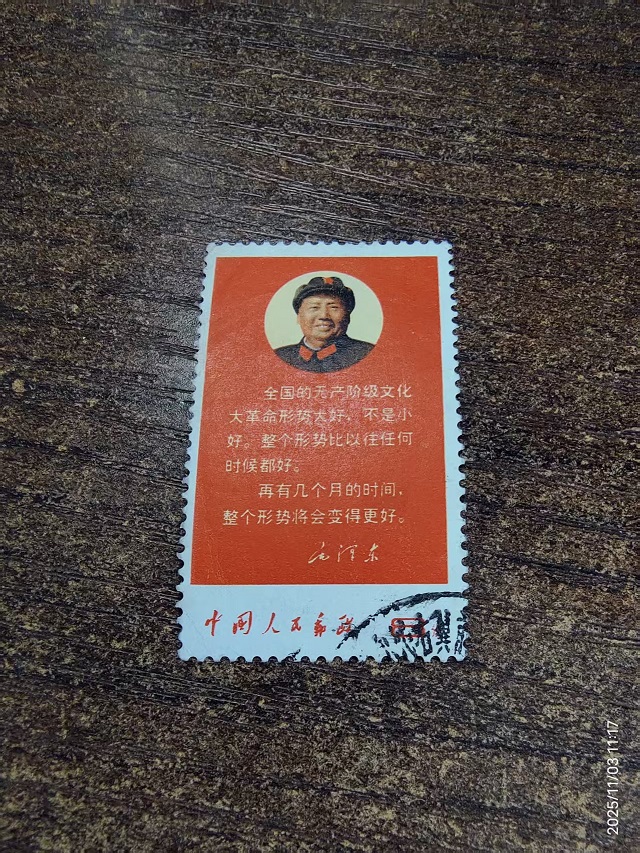 全国的无产阶级文化
大革命形势大好，不是小
好。整个形势比以往任何
时候都好。
再有几个月的时间，
整个形势将会变得更好。
毛泽东
中国人民邮政
2025/11/03 11:17